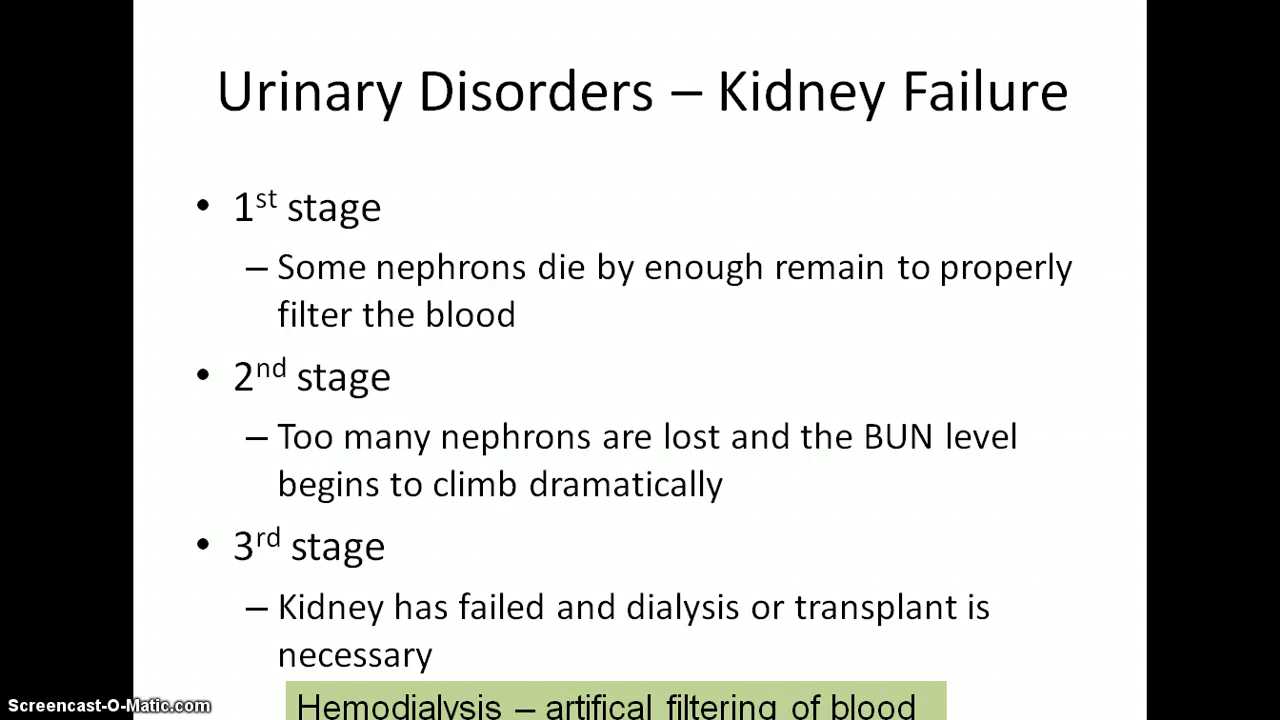 Urinary Disorders – Kidney Failure
• 1st stage
– Some nephrons die by enough remain to properly
filter the blood
• 2nd stage
– Too many nephrons are lost and the BUN level
begins to climb dramatically
• 3rd stage
– Kidney has failed and dialysis or transplant is
necessary
Hemodialysis – artifical filtering of blood
Screencast-O-Matic.com